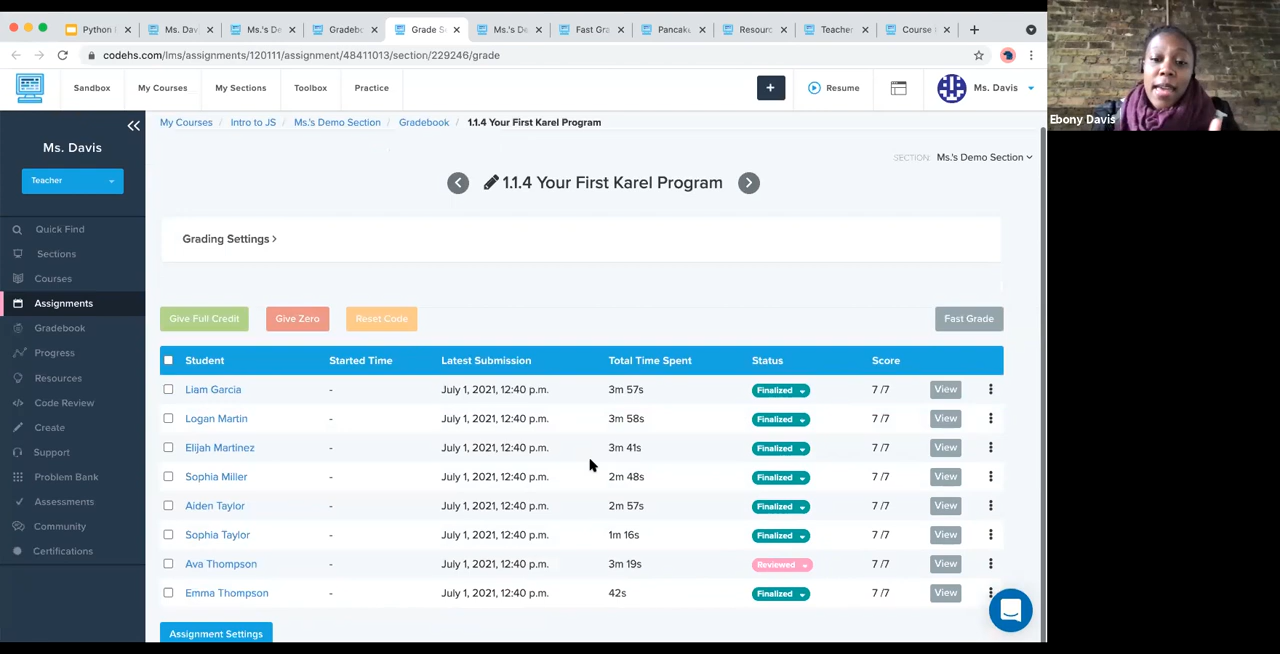 Python I
Ms. Dav
Ms.'s De
Gradebo
Grade S
Ms.'s De
Fast Gra
Pancak
Resourc
Teacher
Course
codehs.com/lms/assignments/120111/assignment/48411013/section/229246/grade
Sandbox My Courses My Sections Toolbox Practice + Resume Ms. Davis
Ebony Davis
Ms. Davis
Teacher
Quick Find
Sections
Courses
Assignments
Gradebook
Progress
Resources
Code Review
Create
Support
Problem Bank
Assessments
Community
Certifications
My Courses / Intro to JS / Ms.'s Demo Section / Gradebook / 1.1.4 Your First Karel Program
SECTION: Ms.'s Demo Section
1.1.4 Your First Karel Program
Grading Settings >
Give Full Credit Give Zero Reset Code Fast Grade
Student Started Time Latest Submission Total Time Spent Status Score
Liam Garcia - July 1, 2021, 12:40 p.m. 3m 57s Finalized 7 /7 View
Logan Martin - July 1, 2021, 12:40 p.m. 3m 58s Finalized 7 /7 View
Elijah Martinez - July 1, 2021, 12:40 p.m. 3m 41s Finalized 7 /7 View
Sophia Miller - July 1, 2021, 12:40 p.m. 2m 48s Finalized 7 /7 View
Aiden Taylor - July 1, 2021, 12:40 p.m. 2m 57s Finalized 7 /7 View
Sophia Taylor - July 1, 2021, 12:40 p.m. 1m 16s Finalized 7 /7 View
Ava Thompson - July 1, 2021, 12:40 p.m. 3m 19s Reviewed 7 /7 View
Emma Thompson - July 1, 2021, 12:40 p.m. 42s Finalized 7 /7 View
Assignment Settings